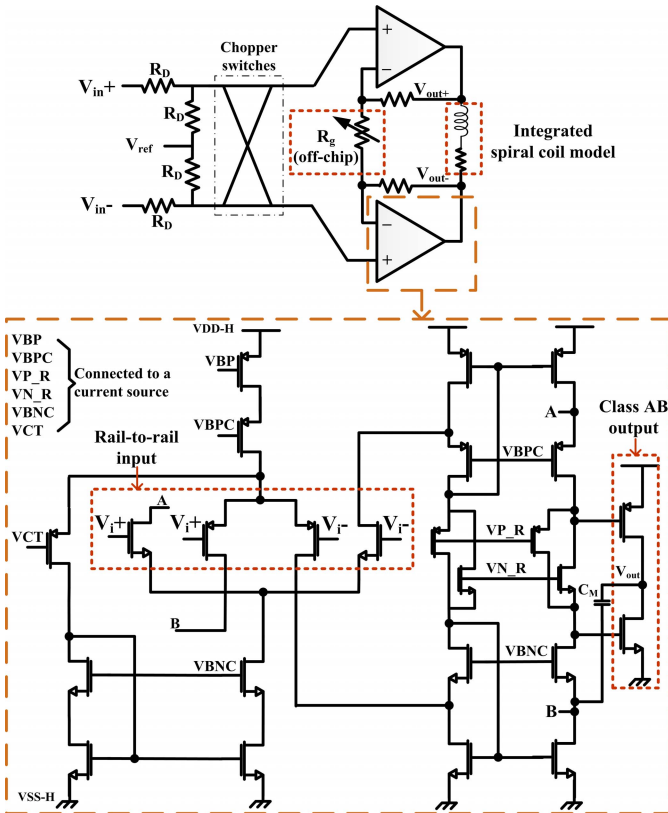 Chopper
switches
Vin+
RD
RD
Vref
RD
Vin-
RD
+
−
Rg
(off-chip)
Vout+
Vout-
−
+
Integrated
spiral coil model
VBP
VBPC
VP_R
VN_R
VBNC
VCT
Connected to a
current source
VDD-H
VBP
VBPC
Rail-to-rail
input
VCT
Vi+
A
Vi+
Vi-
Vi-
B
VBNC
VSS-H
A
VBPC
VP_R
VN_R
CM
VBNC
B
Class AB
output
Vout